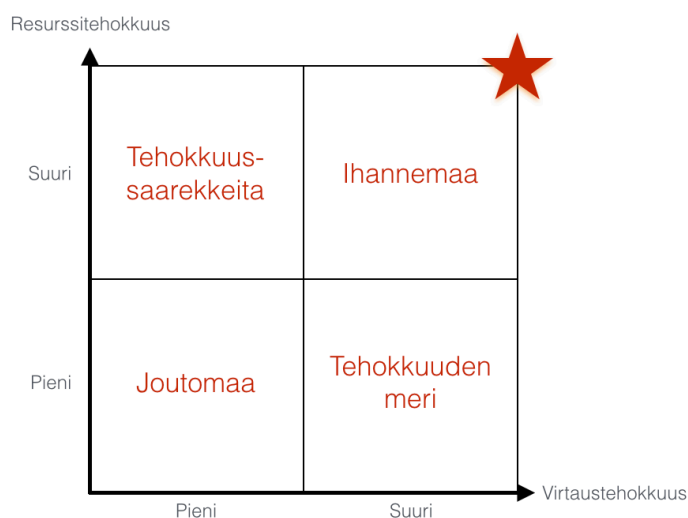 Resurssitehokkuus
Tehokkuus-
saarekkeita
Ihannemaa
Suuri
Joutomaa
Tehokkuuden
meri
Pieni
Virtaustehokkuus
Pieni
Suuri